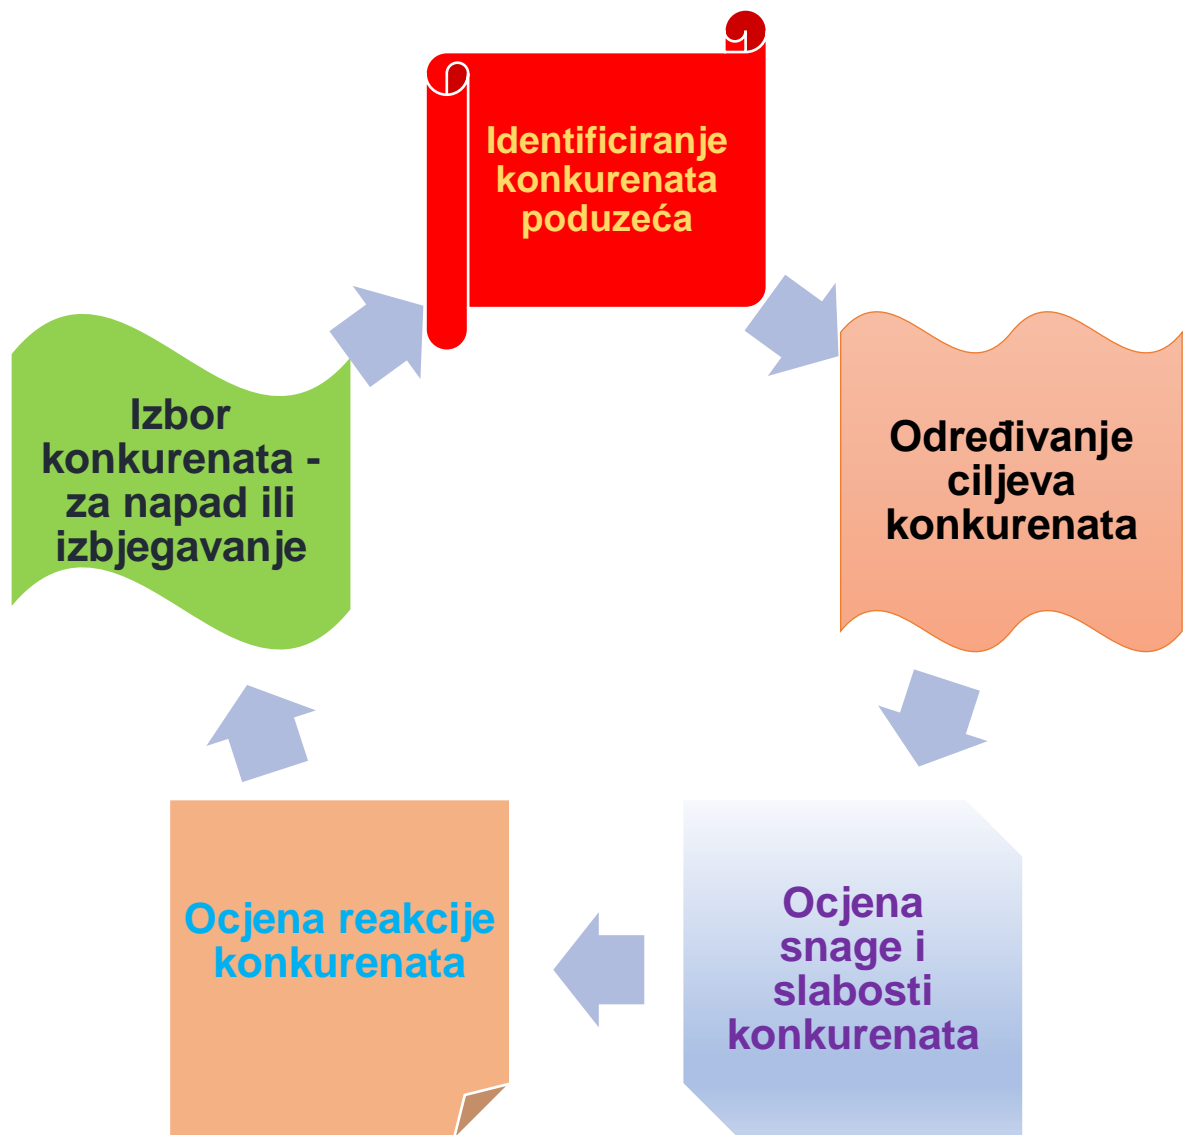 Identificiranje
konkurenata
poduzeća
Određivanje
ciljeva
konkurenata
Ocjena
snage i
slabosti
konkurenata
Ocjena reakcije
konkurenata
Izbor
konkurenata -
za napad ili
izbjegavanje